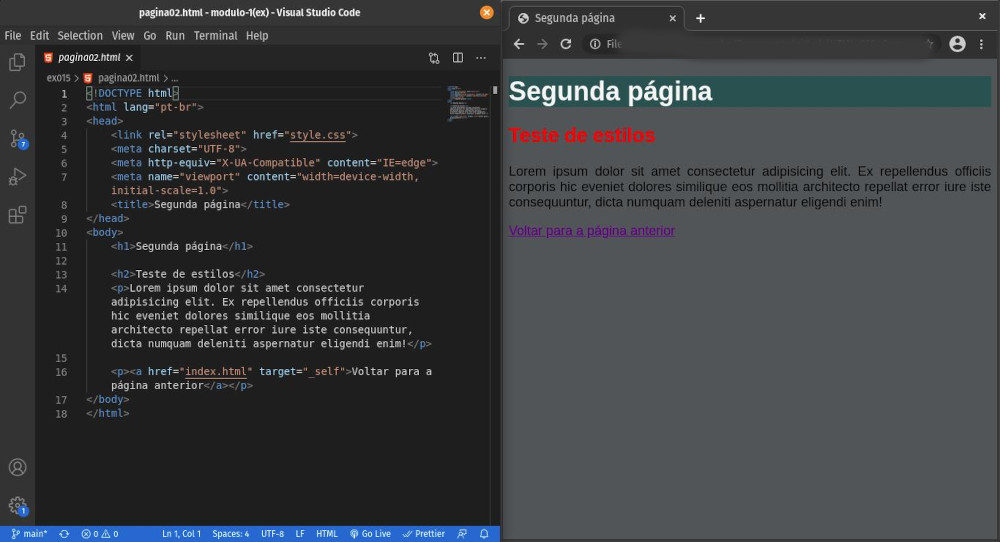 pagina02.html - modulo-1(ex) - Visual Studio Code
File Edit Selection View Go Run Terminal Help
pagina02.html
ex015 > pagina02.html > ...
1 <!DOCTYPE html>
2 <html lang="pt-br">
3 <head>
4 <link rel="stylesheet" href="style.css">
5 <meta charset="UTF-8">
6 <meta http-equiv="X-UA-Compatible" content="IE=edge">
7 <meta name="viewport" content="width=device-width,
initial-scale=1.0">
8 <title>Segunda página</title>
9 </head>
10 <body>
11 <h1>Segunda página</h1>
12
13 <h2>Teste de estilos</h2>
14 <p>Lorem ipsum dolor sit amet consectetur
adipisicing elit. Ex repellendus officiis corporis
hic eveniet dolores similique eos mollitia
architecto repellat error iure iste consequuntur,
dicta numquam deleniti aspernatur eligendi enim!</p>
15
16 <p><a href="index.html" target="_self">Voltar para a
página anterior</a></p>
17 </body>
18 </html>
7
1
main* 0 0 Ln 1, Col 1 Spaces: 4 UTF-8 LF HTML Go Live Prettier
Segunda página
File
Segunda página
Teste de estilos
Lorem ipsum dolor sit amet consectetur adipisicing elit. Ex repellendus officiis
corporis hic eveniet dolores similique eos mollitia architecto repellat error iure iste
consequuntur, dicta numquam deleniti aspernatur eligendi enim!
Voltar para a página anterior